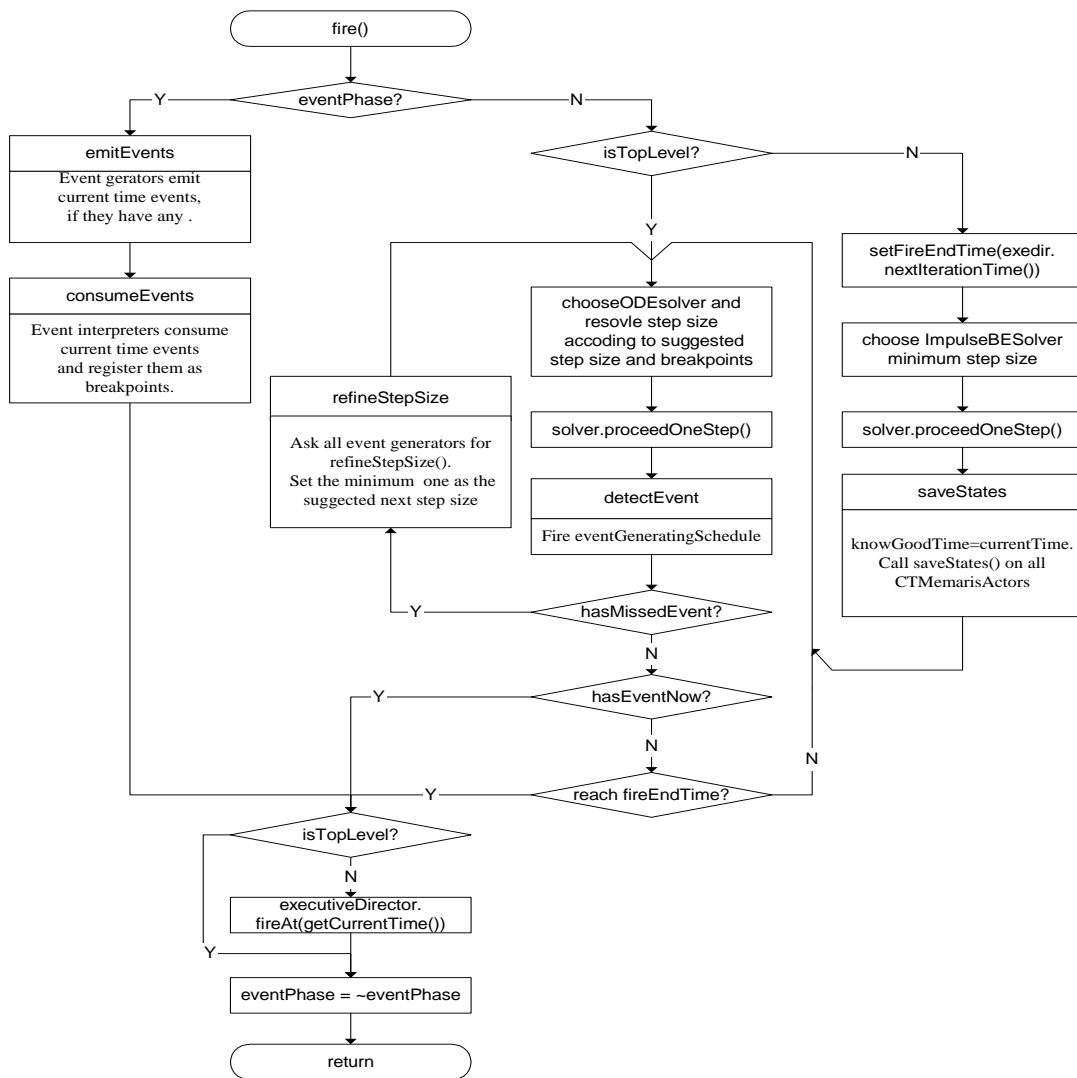 fire()
eventPhase?
Y
N
emitEvents
Event gerators emit
current time events,
if they have any .
consumeEvents
Event interpreters consume
current time events
and register them as
breakpoints.
isTopLevel?
N
Y
setFireEndTime(exedir.
nextIterationTime())
choose ImpulseBESolver
minimum step size
solver.proceedOneStep()
saveStates
knowGoodTime=currentTime.
Call saveStates() on all
CTMemarisActors
chooseODEsolver and
resovle step size
accoding to suggested
step size and breakpoints
solver.proceedOneStep()
detectEvent
Fire eventGeneratingSchedule
refineStepSize
Ask all event generators for
refineStepSize().
Set the minimum one as the
suggected next step size
hasMissedEvent?
Y
N
hasEventNow?
Y
N
reach fireEndTime?
Y
N
isTopLevel?
N
executiveDirector.
fireAt(getCurrentTime())
Y
eventPhase = ~eventPhase
return